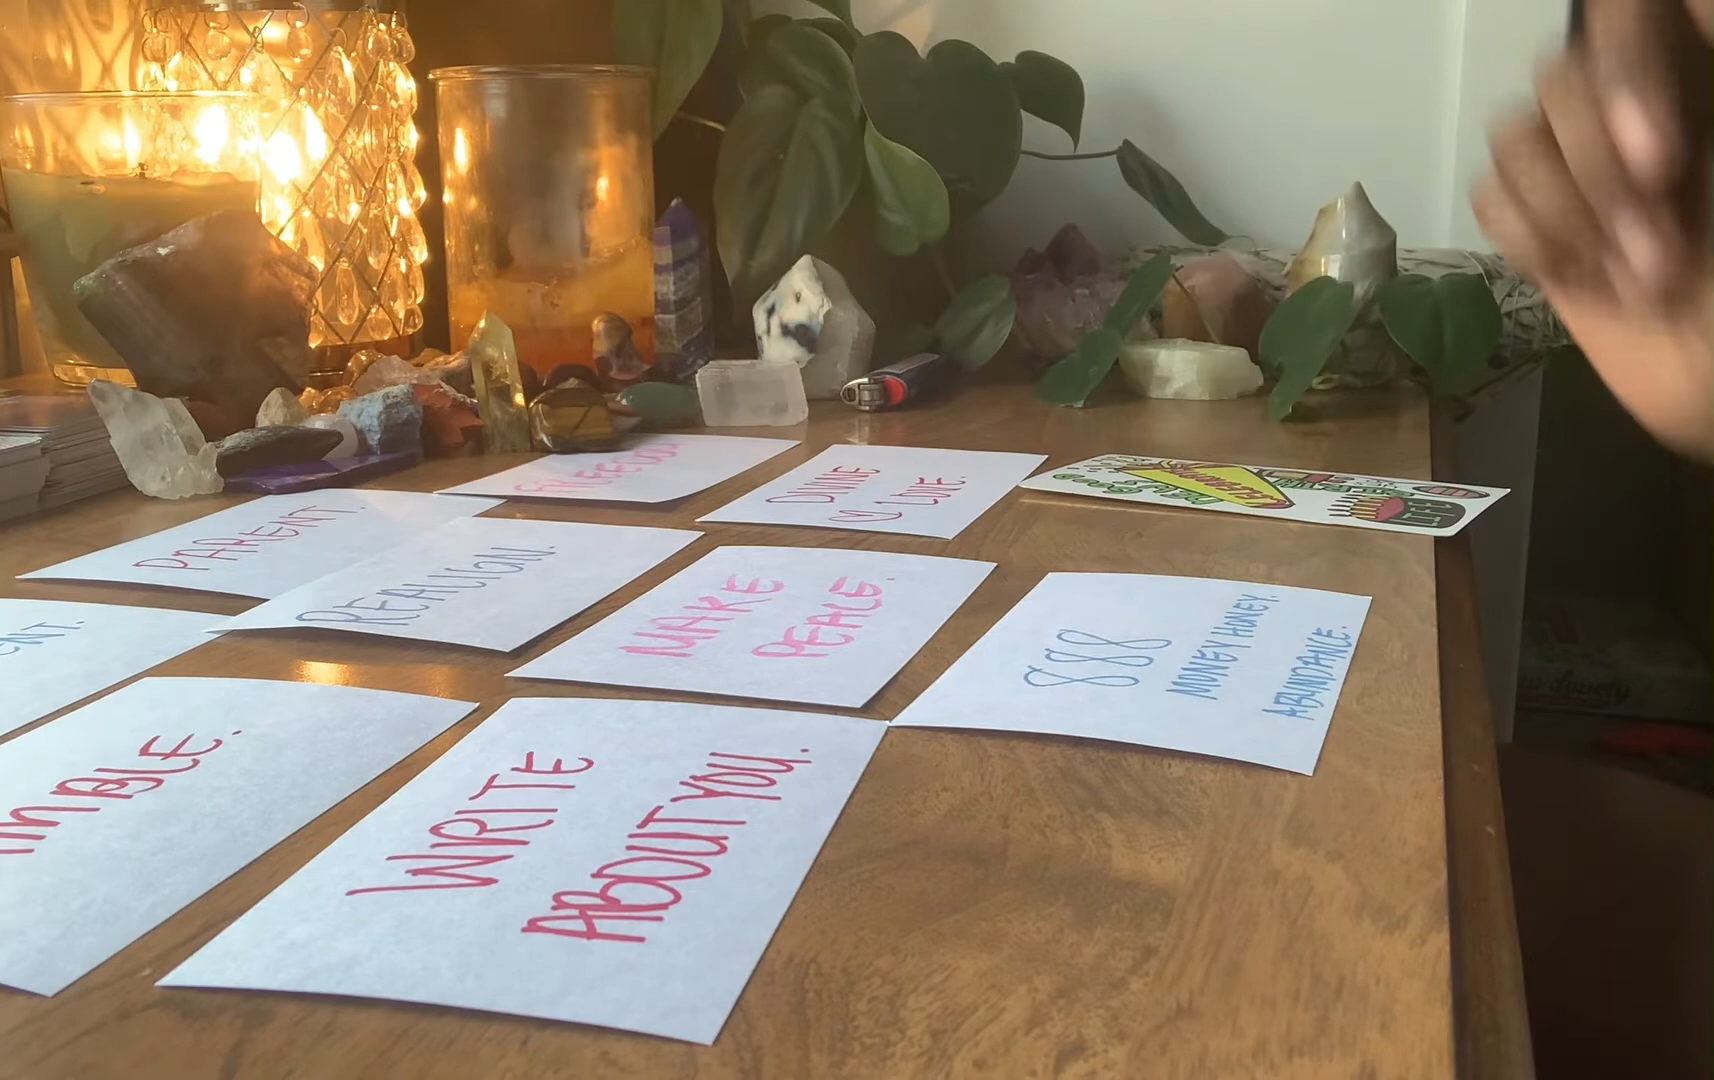 FREEDOM
DIVINE
LOVE.
PARENT.
REALIGN.
MAKE
PEACE.
888
MONEY HONEY.
ABUNDANCE.
WRITE
ABOUT YOU.